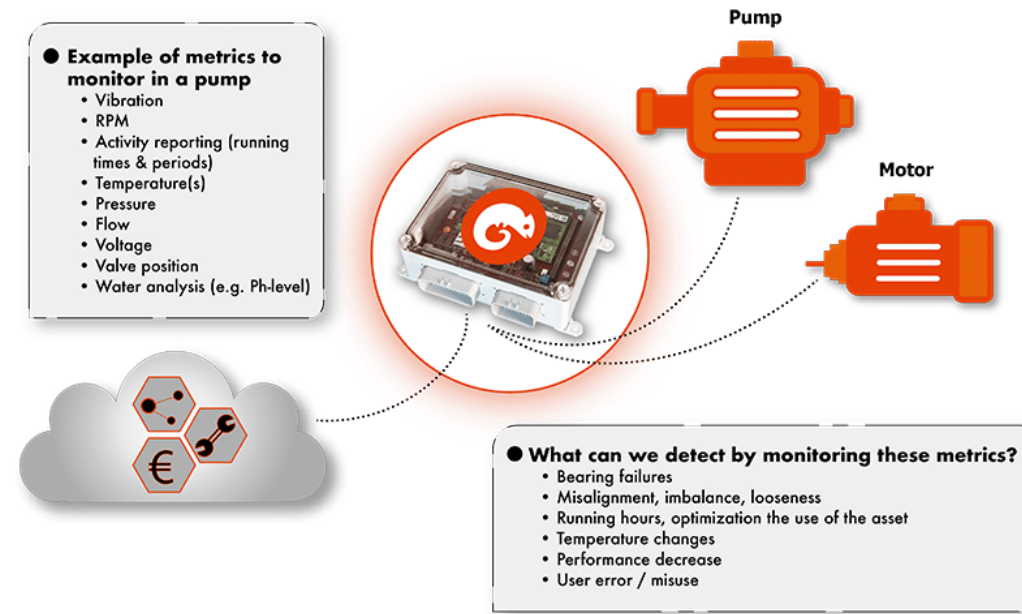 ● Example of metrics to
monitor in a pump
• Vibration
• RPM
• Activity reporting (running
times & periods)
• Temperature(s)
• Pressure
• Flow
• Voltage
• Valve position
• Water analysis (e.g. Ph-level)
Pump
Motor
€
● What can we detect by monitoring these metrics?
• Bearing failures
• Misalignment, imbalance, looseness
• Running hours, optimization the use of the asset
• Temperature changes
• Performance decrease
• User error / misuse